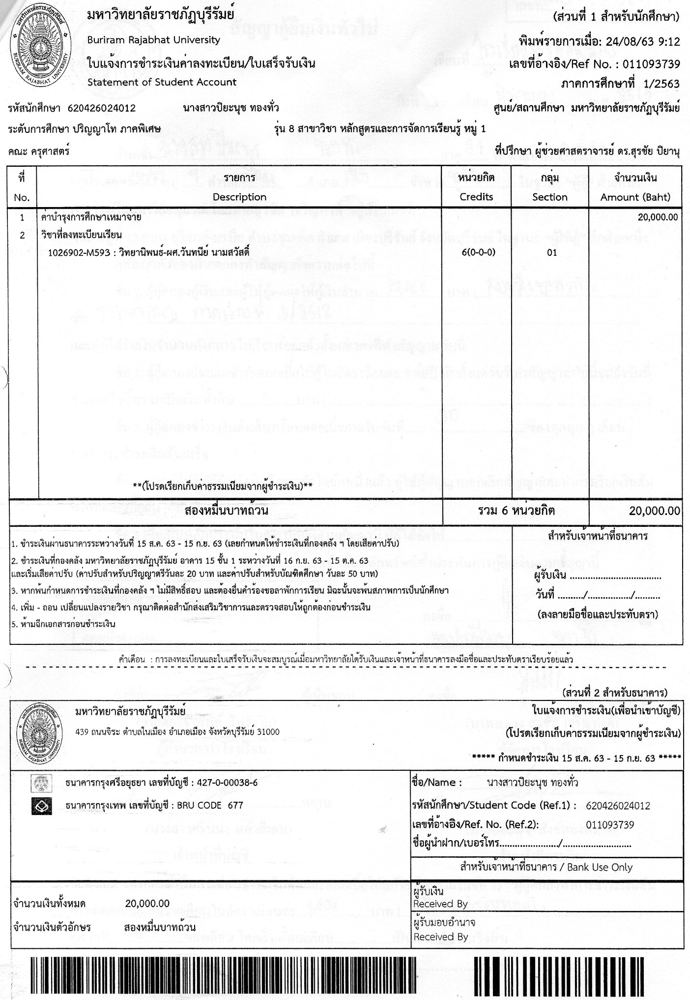 มหาวิทยาลัยราชภัฏบุรีรัมย์
(ส่วนที่ 1 สำหรับนักศึกษา)
Buriram Rajabhat University
พิมพ์รายการเมื่อ: 24/08/63 9:12
ใบแจ้งการชำระเงินค่าลงทะเบียน/ใบเสร็จรับเงิน
เลขที่อ้างอิง/Ref No. : 011093739
Statement of Student Account
ภาคการศึกษาที่ 1/2563
รหัสนักศึกษา 620426024012 นางสาวปิยะนุช ทองทั่ว ศูนย์/สถานศึกษา มหาวิทยาลัยราชภัฏบุรีรัมย์
ระดับการศึกษา ปริญญาโท ภาคพิเศษ รุ่น 8 สาขาวิชา หลักสูตรและการจัดการเรียนรู้ หมู่ 1
คณะ ครุศาสตร์ ที่ปรึกษา ผู้ช่วยศาสตราจารย์ ดร.สุรชัย ปิยานุ
ที่ รายการ หน่วยกิต กลุ่ม จำนวนเงิน
No. Description Credits Section Amount (Baht)
1 ค่าบำรุงการศึกษาเหมาจ่าย 20,000.00
2 วิชาที่ลงทะเบียนเรียน
1026902-M593 : วิทยานิพนธ์-ผศ.วันทนีย์ นามสวัสดิ์ 6(0-0-0) 01
**(โปรดเรียกเก็บค่าธรรมเนียมจากผู้ชำระเงิน)**
สองหมื่นบาทถ้วน รวม 6 หน่วยกิต 20,000.00
1. ชำระเงินผ่านธนาคารระหว่างวันที่ 15 ส.ค. 63 - 15 ก.ย. 63 (เลยกำหนดให้ชำระเงินที่กองคลัง ฯ โดยเสียค่าปรับ)
2. ชำระเงินที่กองคลัง มหาวิทยาลัยราชภัฏบุรีรัมย์ อาคาร 15 ชั้น 1 ระหว่างวันที่ 16 ก.ย. 63 - 15 ต.ค. 63
และเริ่มเสียค่าปรับ (ค่าปรับสำหรับปริญญาตรีวันละ 20 บาท และค่าปรับสำหรับบัณฑิตศึกษา วันละ 50 บาท)
3. หากพ้นกำหนดการชำระเงินที่กองคลัง ฯ ไม่มีสิทธิ์สอบ และต้องยื่นคำร้องขอลาพักการเรียน มิฉะนั้นจะพ้นสภาพการเป็นนักศึกษา
4. เพิ่ม - ถอน เปลี่ยนแปลงรายวิชา กรุณาติดต่อสำนักส่งเสริมวิชาการและตรวจสอบให้ถูกต้องก่อนชำระเงิน
5. ห้ามฉีกเอกสารก่อนชำระเงิน
สำหรับเจ้าหน้าที่ธนาคาร
ผู้รับเงิน ..................................
วันที่ ........../................/..........
(ลงลายมือชื่อและประทับตรา)
คำเตือน : การลงทะเบียนและใบเสร็จรับเงินจะสมบูรณ์เมื่อมหาวิทยาลัยได้รับเงินและเจ้าหน้าที่ธนาคารลงมือชื่อและประทับตราเรียบร้อยแล้ว
(ส่วนที่ 2 สำหรับธนาคาร)
มหาวิทยาลัยราชภัฏบุรีรัมย์
ใบแจ้งการชำระเงิน(เพื่อนำเข้าบัญชี)
439 ถนนจิระ ตำบลในเมือง อำเภอเมือง จังหวัดบุรีรัมย์ 31000
(โปรดเรียกเก็บค่าธรรมเนียมจากผู้ชำระเงิน)
***** กำหนดชำระเงิน 15 ส.ค. 63 - 15 ก.ย. 63 *****
ธนาคารกรุงศรีอยุธยา เลขที่บัญชี : 427-0-00038-6
ธนาคารกรุงเทพ เลขที่บัญชี : BRU CODE 677
ชื่อ/Name : นางสาวปิยะนุช ทองทั่ว
รหัสนักศึกษา/Student Code (Ref.1) : 620426024012
เลขที่อ้างอิง/Ref. No. (Ref.2): 011093739
ชื่อผู้นำฝาก/เบอร์โทร......................./..........................
สำหรับเจ้าหน้าที่ธนาคาร / Bank Use Only
จำนวนเงินทั้งหมด 20,000.00
จำนวนเงินตัวอักษร สองหมื่นบาทถ้วน
ผู้รับเงิน
Received By
ผู้รับมอบอำนาจ
Received By